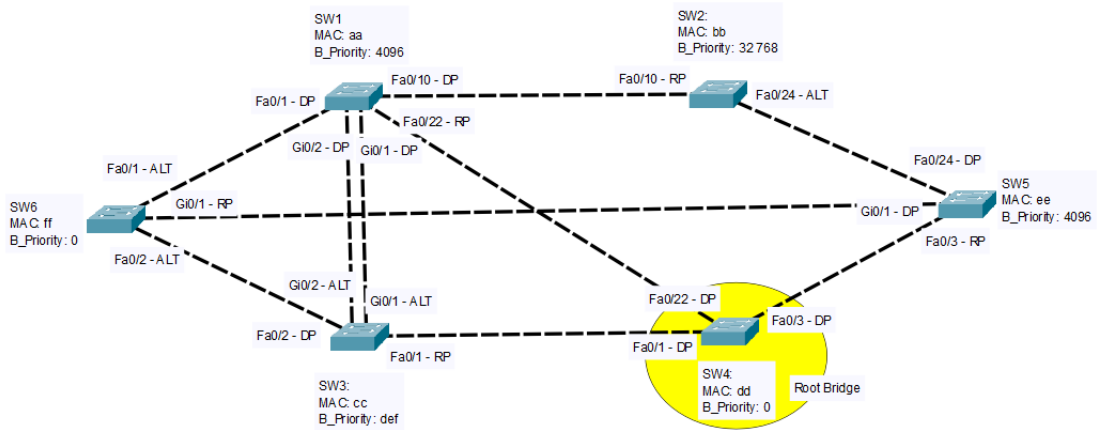 SW1
MAC: aa
B_Priority: 4096
SW2:
MAC: bb
B_Priority: 32768
Fa0/10 - DP
Fa0/10 - RP
Fa0/1 - DP
Fa0/24 - ALT
Fa0/22 - RP
Gi0/2 - DP
Gi0/1 - DP
Fa0/1 - ALT
Fa0/24 - DP
SW6
MAC: ff
B_Priority: 0
Gi0/1 - RP
SW5
MAC: ee
B_Priority: 4096
Gi0/1 - DP
Fa0/3 - RP
Fa0/2 - ALT
Gi0/2 - ALT
Gi0/1 - ALT
Fa0/22 - DP
Fa0/3 - DP
Fa0/2 - DP
Fa0/1 - RP
Fa0/1 - DP
SW3:
MAC: cc
B_Priority: def
SW4:
MAC: dd
B_Priority: 0
Root Bridge